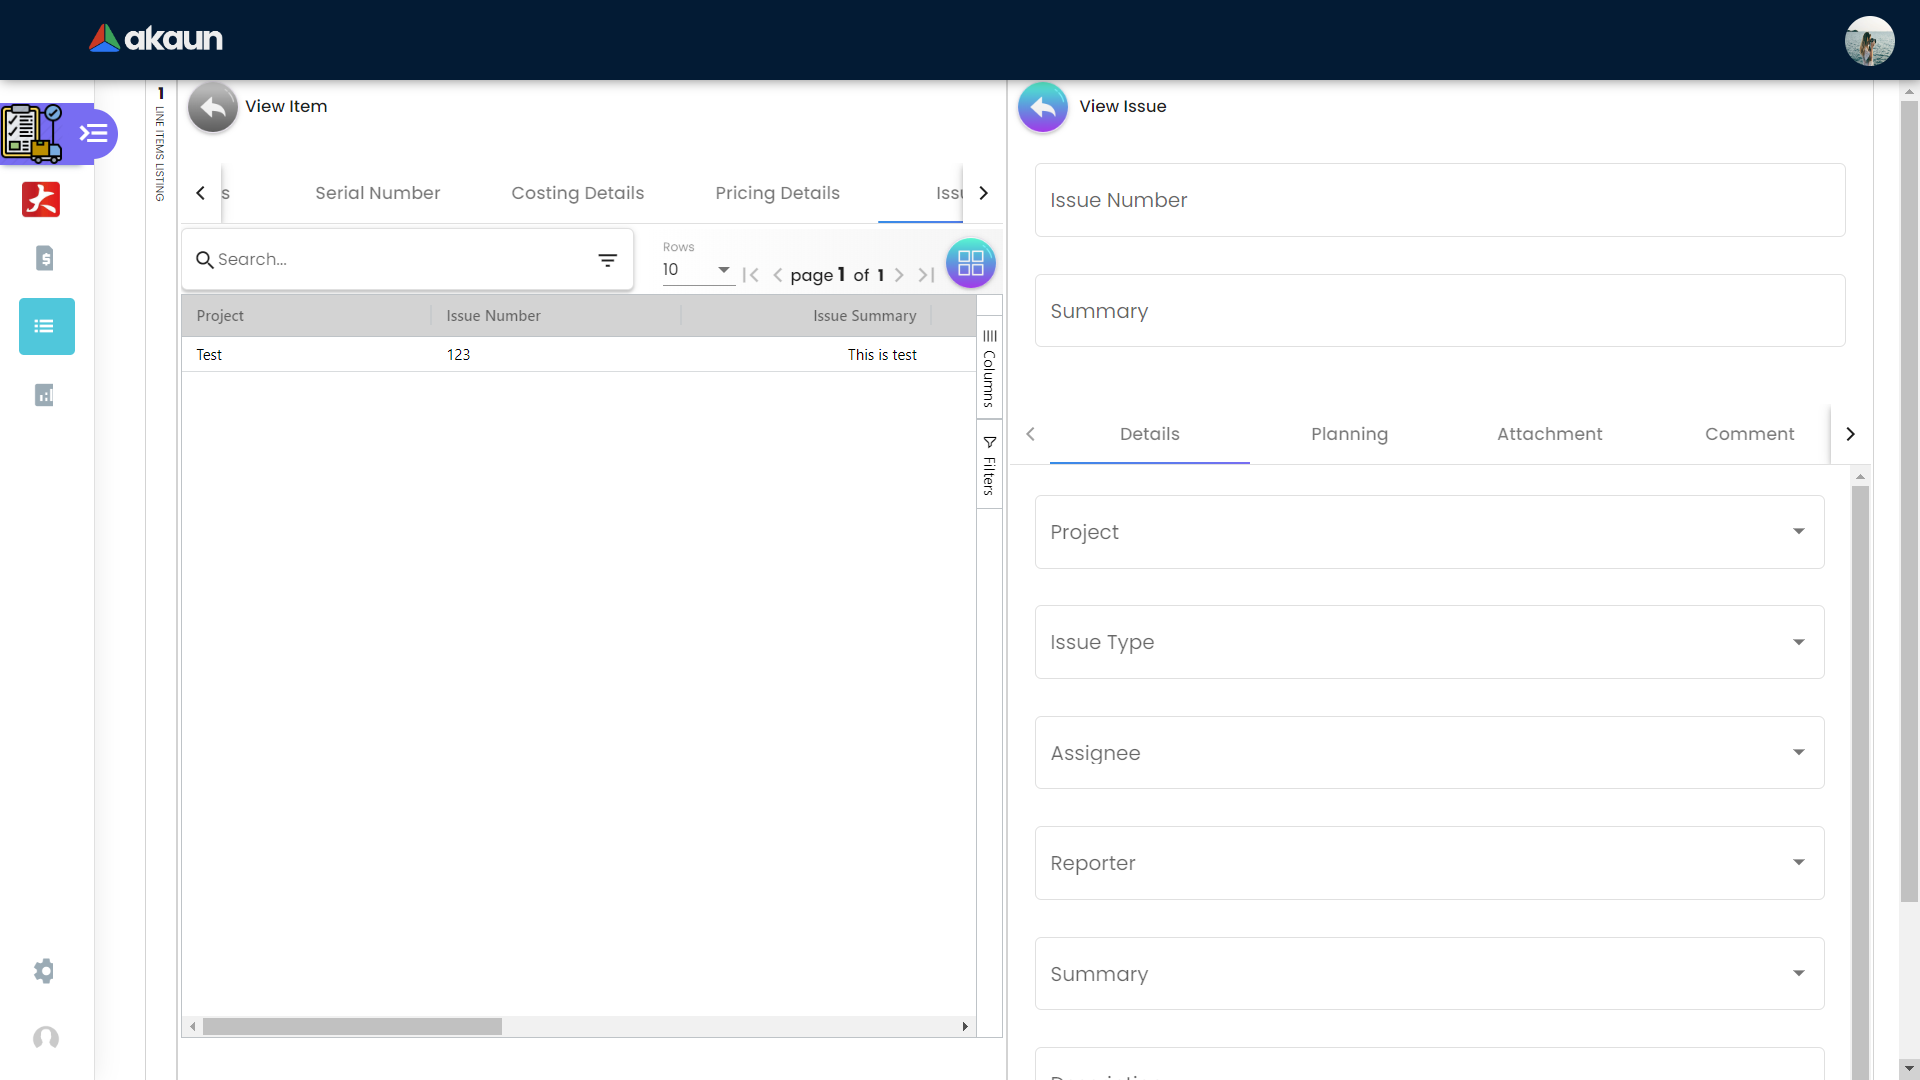 akaun
1 LINE ITEMS LISTING
View Item
s
Serial Number
Costing Details
Pricing Details
Search...
Rows
10
page 1 of 1
Project
Issue Number
Issue Summary
Test
123
This is test
Columns
Filters
View Issue
Issue Number
Summary
Details
Planning
Attachment
Comment
Project
Issue Type
Assignee
Reporter
Summary